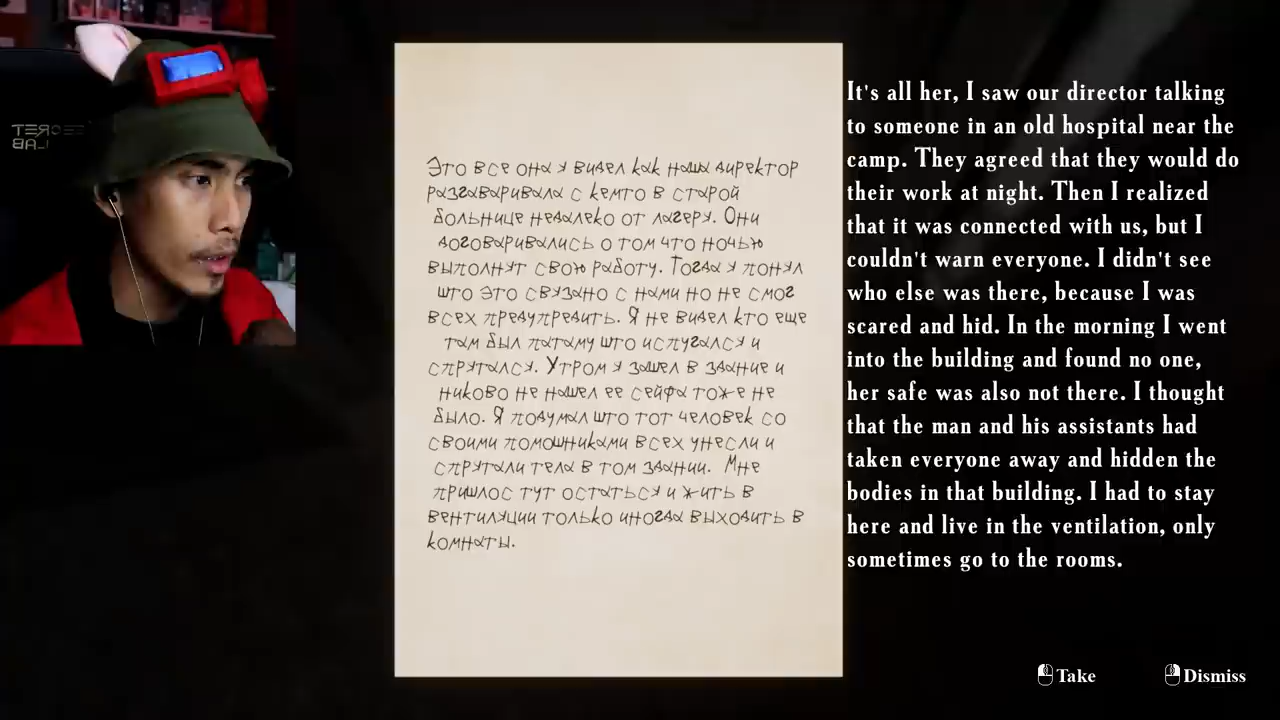 Это все она я видел как наша директор
разгаваривала с кемто в старой
больнице недалеко от лагеря. Они
договаривались о том что ночью
выполнят свою работу. Тогда я понял
што это связано с нами но не смог
всех предупредить. Я не видел кто еще
там был патаму што испугался и
спрятался. Утром я зашел в здание и
никово не нашел ее сейфа тоже не
было. Я подумал што тот человек со
своими помошниками всех унесли и
спрятали тела в том здании. Мне
пришлос тут остаться и жить в
вентиляции только иногда выходить в
комнаты.
It's all her, I saw our director talking
to someone in an old hospital near the
camp. They agreed that they would do
their work at night. Then I realized
that it was connected with us, but I
couldn't warn everyone. I didn't see
who else was there, because I was
scared and hid. In the morning I went
into the building and found no one,
her safe was also not there. I thought
that the man and his assistants had
taken everyone away and hidden the
bodies in that building. I had to stay
here and live in the ventilation, only
sometimes go to the rooms.
Take
Dismiss